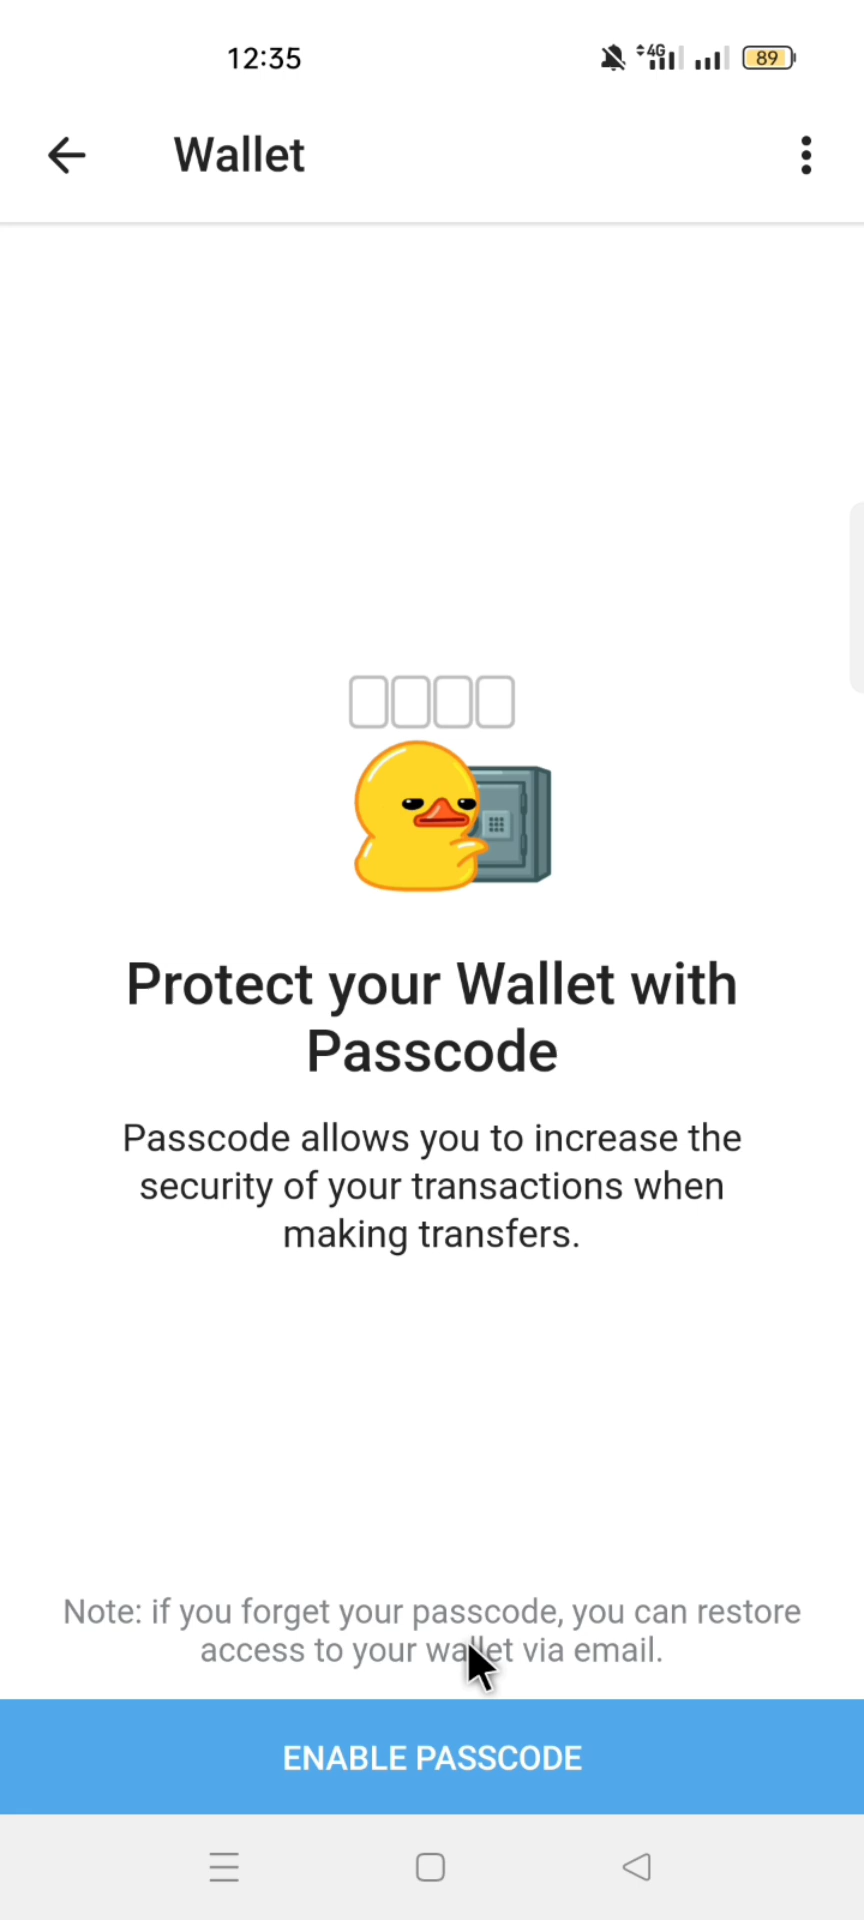 12:35
4G
89
Wallet
Protect your Wallet with
Passcode
Passcode allows you to increase the
security of your transactions when
making transfers.
Note: if you forget your passcode, you can restore
access to your wallet via email.
ENABLE PASSCODE